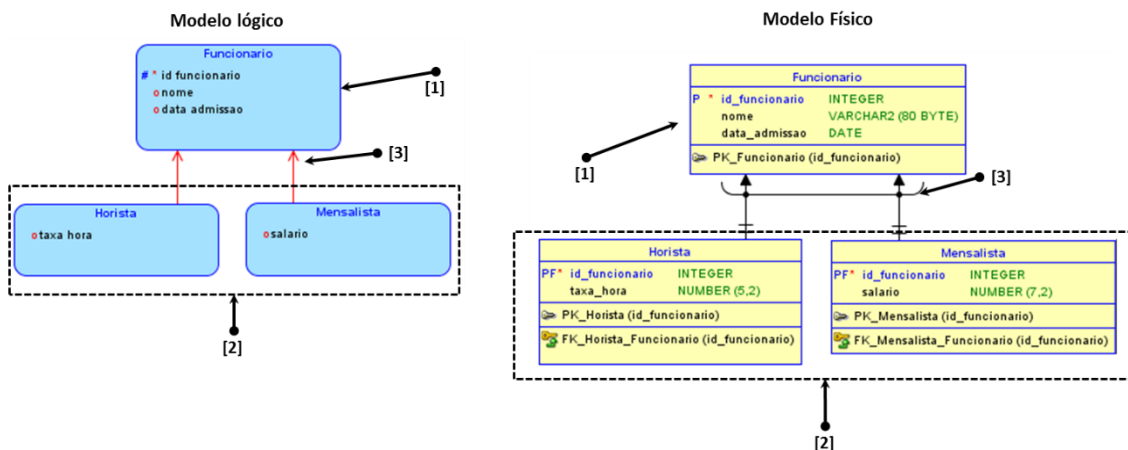 Modelo lógico
Funcionario
# * id funcionario
o nome
o data admissao
[1]
[3]
Horista
o taxa hora
Mensalista
o salario
[2]
Modelo Físico
Funcionario
P * id_funcionario INTEGER
nome VARCHAR2 (80 BYTE)
data_admissao DATE
PK_Funcionario (id_funcionario)
[1]
[3]
Horista
PF* id_funcionario INTEGER
taxa_hora NUMBER (5,2)
PK_Horista (id_funcionario)
FK_Horista_Funcionario (id_funcionario)
Mensalista
PF* id_funcionario INTEGER
salario NUMBER (7,2)
PK_Mensalista (id_funcionario)
FK_Mensalista_Funcionario (id_funcionario)
[2]